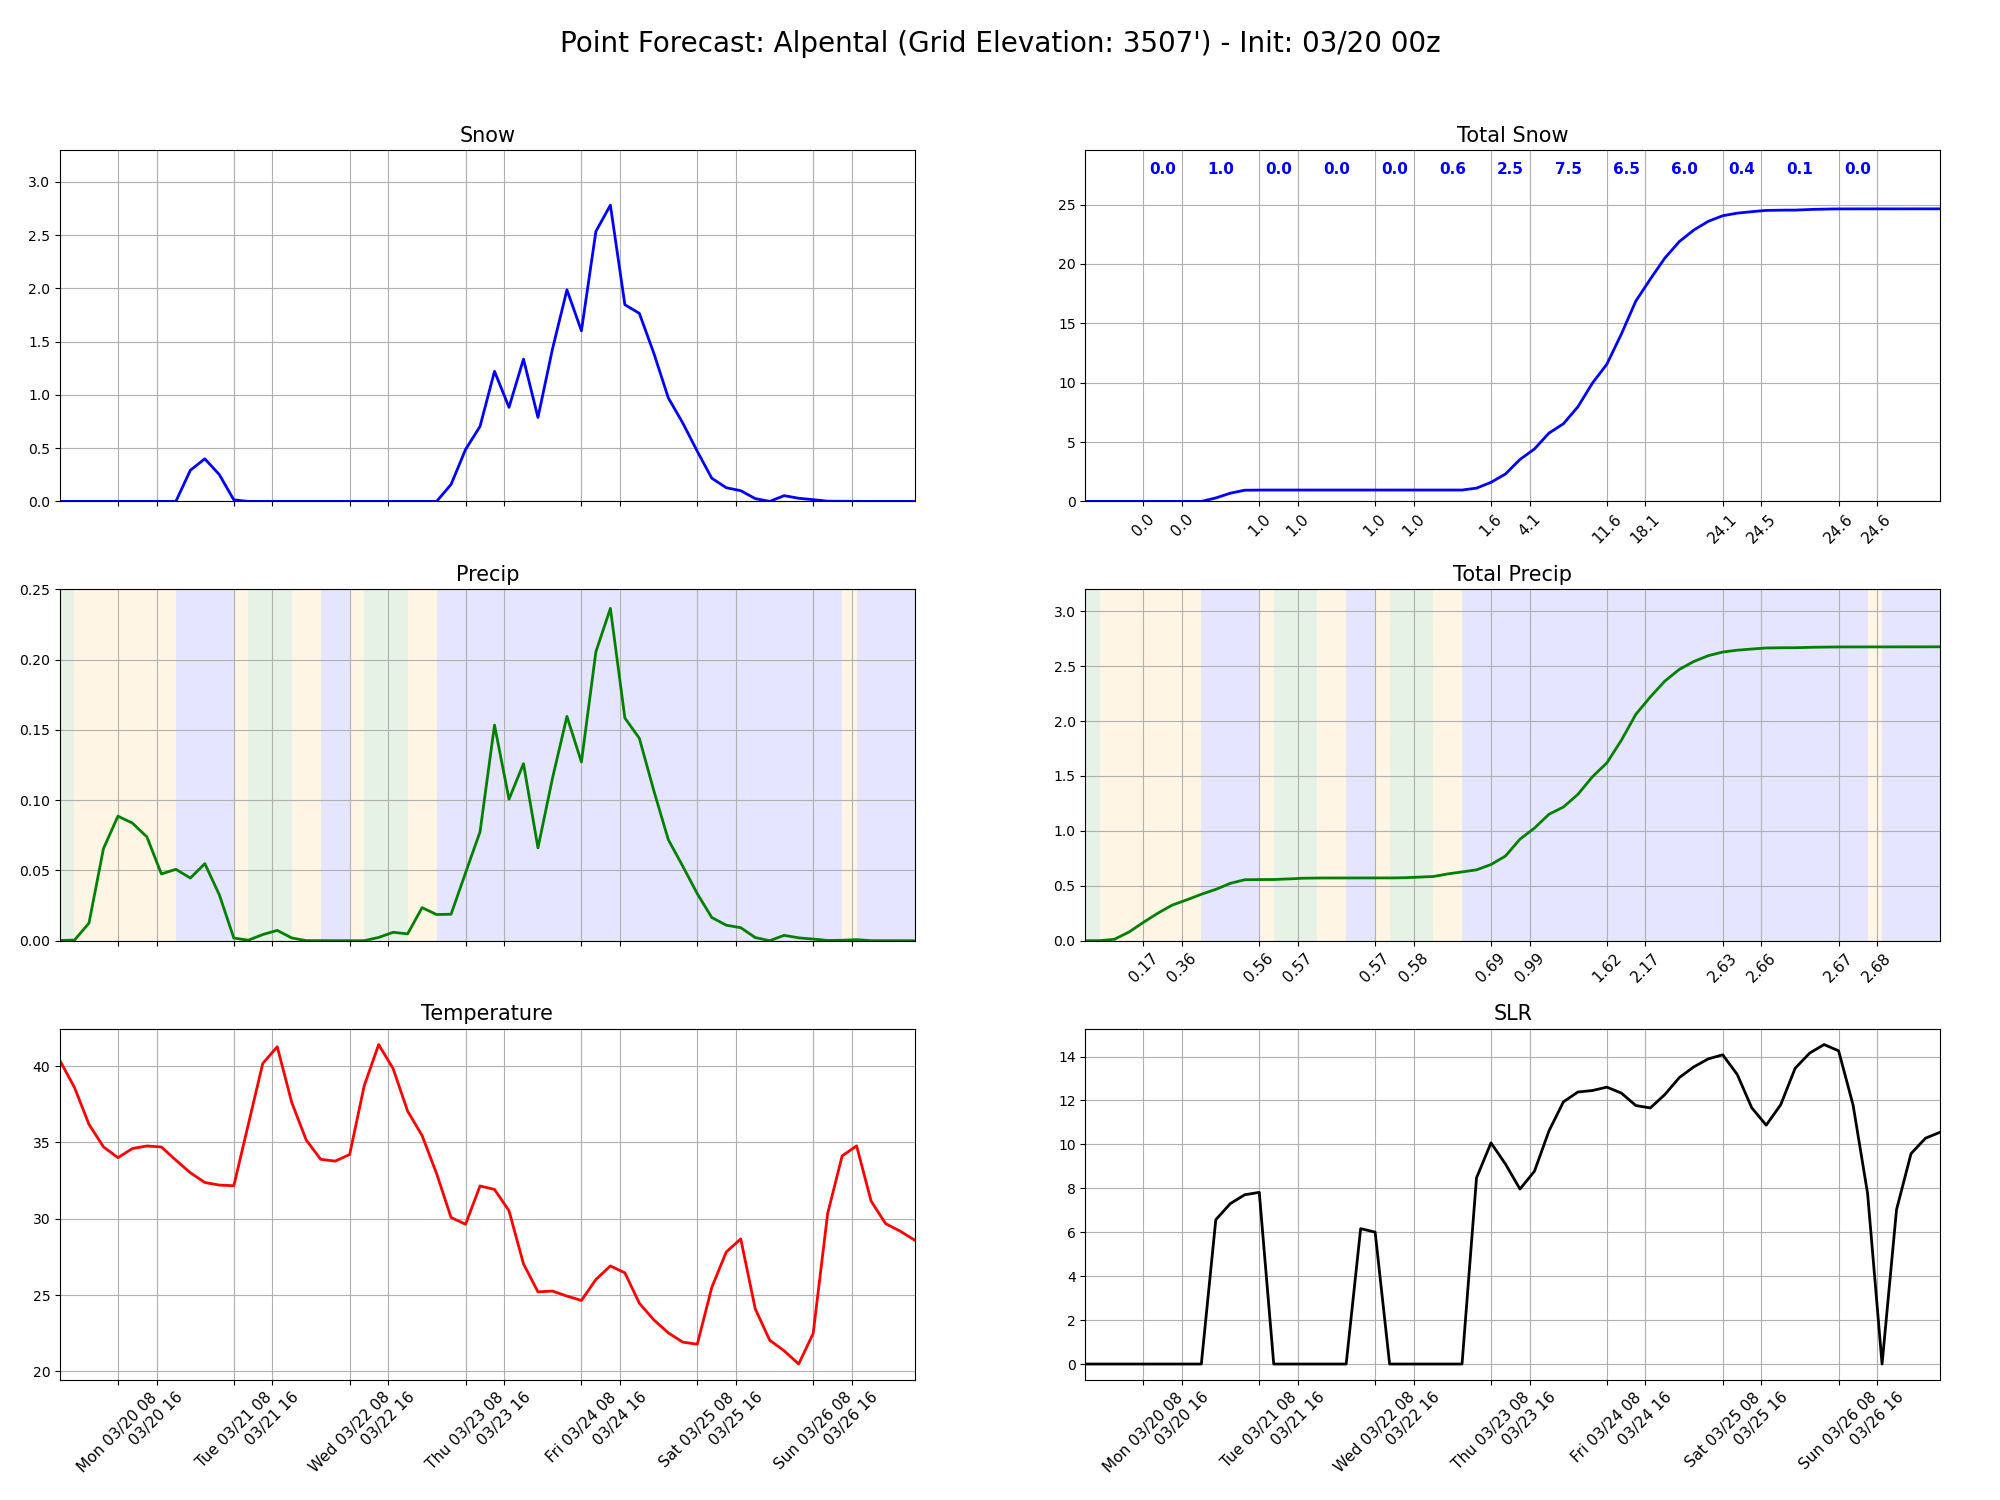 Point Forecast: Alpental (Grid Elevation: 3507') - Init: 03/20 00z
Snow
3.0
2.5
2.0
1.5
1.0
0.5
0.0
Total Snow
0.0 1.0 0.0 0.0 0.0 0.6 2.5 7.5 6.5 6.0 0.4 0.1 0.0
25
20
15
10
5
0
0.0 0.0 1.0 1.0 1.0 1.0 1.6 4.1 11.6 18.1 24.1 24.5 24.6 24.6
Precip
0.25
0.20
0.15
0.10
0.05
0.00
Total Precip
3.0
2.5
2.0
1.5
1.0
0.5
0.0
0.17 0.36 0.56 0.57 0.57 0.58 0.69 0.99 1.62 2.17 2.63 2.66 2.67 2.68
Temperature
40
35
30
25
20
Mon 03/20 08
03/20 16
Tue 03/21 08
03/21 16
Wed 03/22 08
03/22 16
Thu 03/23 08
03/23 16
Fri 03/24 08
03/24 16
Sat 03/25 08
03/25 16
Sun 03/26 08
03/26 16
SLR
14
12
10
8
6
4
2
0
Mon 03/20 08
03/20 16
Tue 03/21 08
03/21 16
Wed 03/22 08
03/22 16
Thu 03/23 08
03/23 16
Fri 03/24 08
03/24 16
Sat 03/25 08
03/25 16
Sun 03/26 08
03/26 16